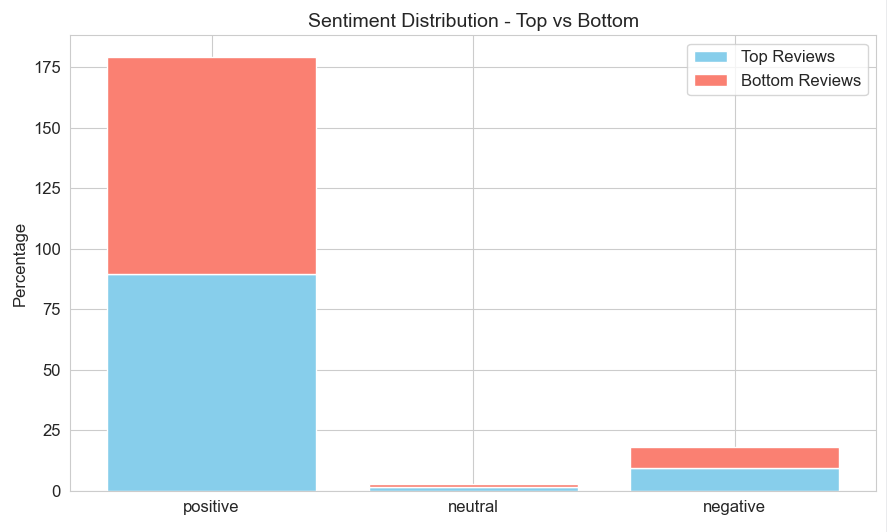 Sentiment Distribution - Top vs Bottom
Top Reviews
Bottom Reviews
175
150
125
100
75
50
25
0
Percentage
positive
neutral
negative